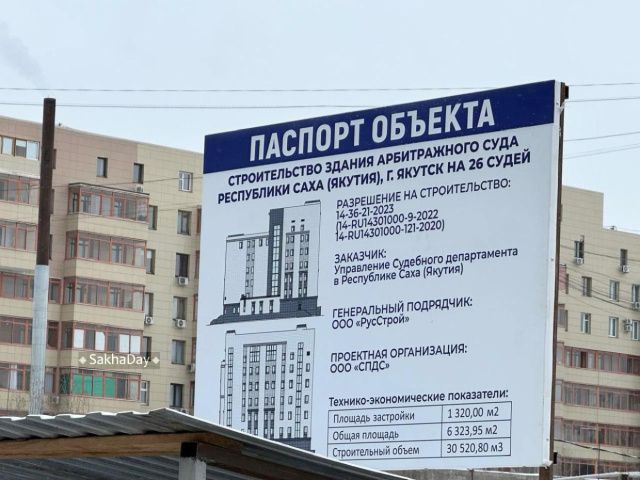 ПАСПОРТ ОБЪЕКТА
СТРОИТЕЛЬСТВО ЗДАНИЯ АРБИТРАЖНОГО СУДА
РЕСПУБЛИКИ САХА (ЯКУТИЯ), Г. ЯКУТСК НА 26 СУДЕЙ
РАЗРЕШЕНИЕ НА СТРОИТЕЛЬСТВО:
14-36-21-2023
(14-RU14301000-9-2022
14-RU14301000-121-2020)
ЗАКАЗЧИК:
Управление Судебного департамента
в Республике Саха (Якутия)
ГЕНЕРАЛЬНЫЙ ПОДРЯДЧИК:
ООО «РусСтрой»
ПРОЕКТНАЯ ОРГАНИЗАЦИЯ:
ООО «СПДС»
Технико-экономические показатели:
Площадь застройки 1 320,00 м2
Общая площадь 6 323,95 м2
Строительный объем 30 520,80 м3
SakhaDay